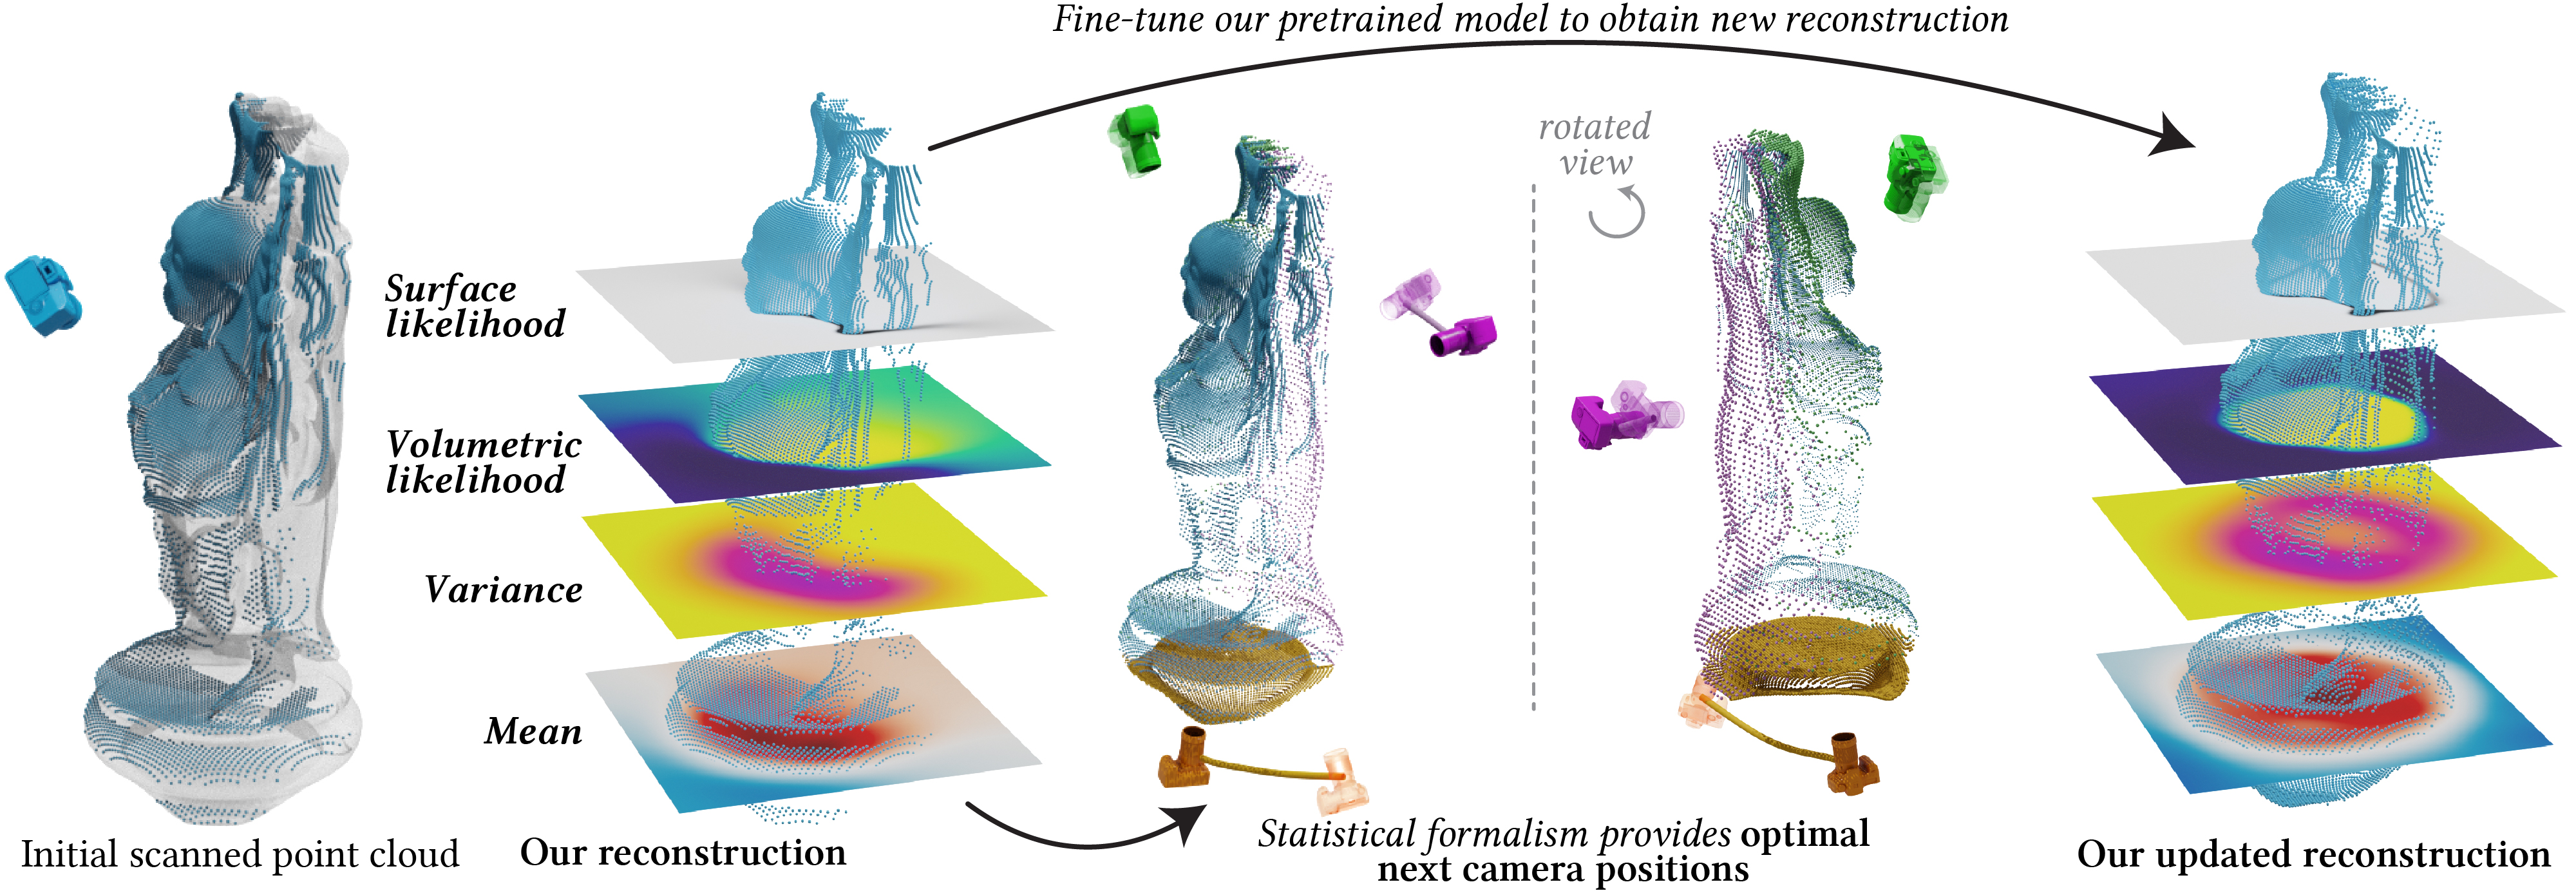 Fine-tune our pretrained model to obtain new reconstruction
rotated
view
Surface
likelihood
Volumetric
likelihood
Variance
Mean
Initial scanned point cloud
Our reconstruction
Statistical formalism provides optimal
next camera positions
Our updated reconstruction